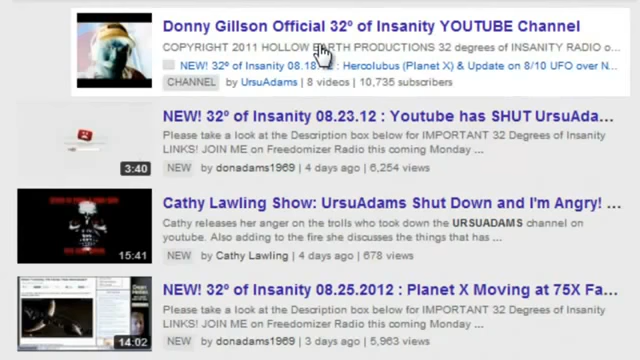 Donny Gillson Official 32º of Insanity YOUTUBE Channel
COPYRIGHT 2011 HOLLOW EARTH PRODUCTIONS 32 degrees of INSANITY RADIO o...
NEW! 32º of Insanity 08.18.12 : Hercolubus (Planet X) & Update on 8/10 UFO over N...
CHANNEL by UrsuAdams | 8 videos | 10,735 subscribers
NEW! 32º of Insanity 08.23.12 : Youtube has SHUT UrsuAda...
Please take a look at the Description box below for IMPORTANT 32 Degrees of Insanity
LINKS! JOIN ME on Freedomizer Radio this coming Monday ...
3:40
NEW by donadams1969 | 4 days ago | 6,254 views
Cathy Lawling Show: UrsuAdams Shut Down and I'm Angry! ...
Cathy releases her anger on the trolls who took down the URSUADAMS channel on
youtube. Also adding to the fire she discusses the things that has ...
15:41
NEW by Cathy Lawling | 4 days ago | 678 views
NEW! 32º of Insanity 08.25.2012 : Planet X Moving at 75X Fa...
Please take a look at the Description box below for IMPORTANT 32 Degrees of Insanity
LINKS! JOIN ME on Freedomizer Radio this coming Monday ...
14:02
NEW by donadams1969 | 3 days ago | 5,963 views